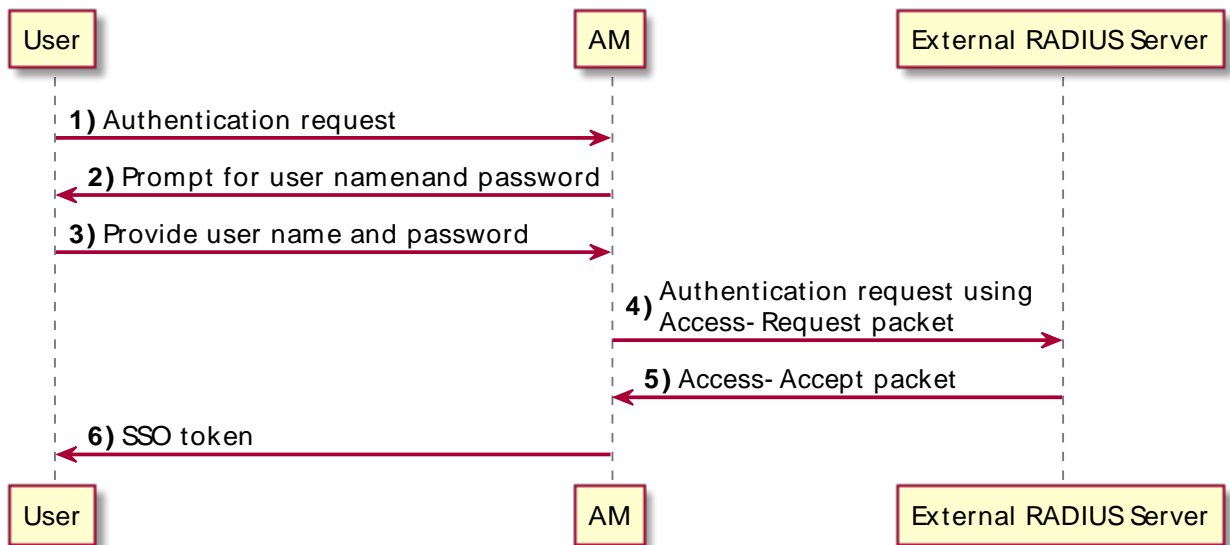 User
AM
External RADIUS Server
1) Authentication request
2) Prompt for user namenand password
3) Provide user name and password
4) Authentication request using
Access-Request packet
5) Access-Accept packet
6) SSO token
User
AM
External RADIUS Server